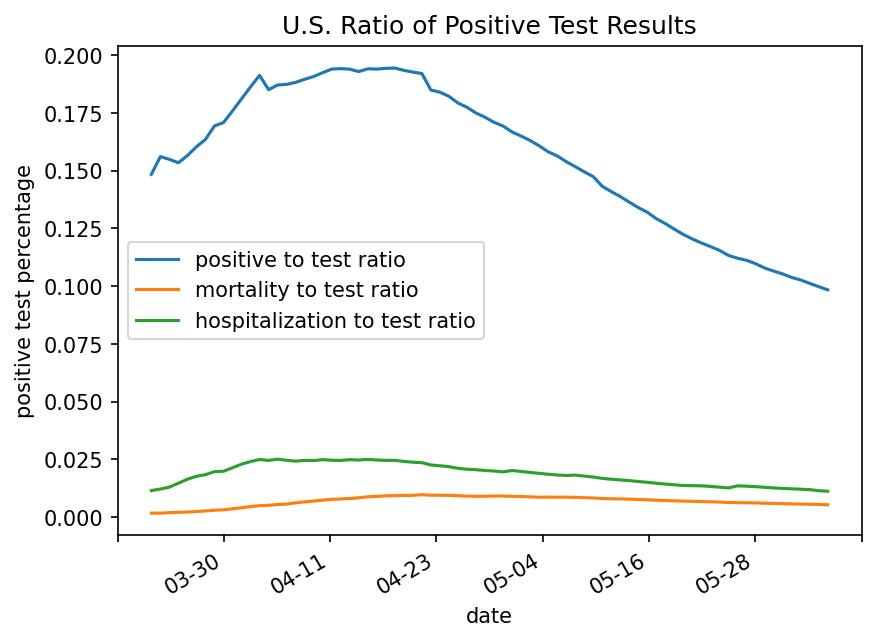 U.S. Ratio of Positive Test Results
positive test percentage
0.200
0.175
0.150
0.125
0.100
0.075
0.050
0.025
0.000
positive to test ratio
mortality to test ratio
hospitalization to test ratio
03-30
04-11
04-23
05-04
05-16
05-28
date